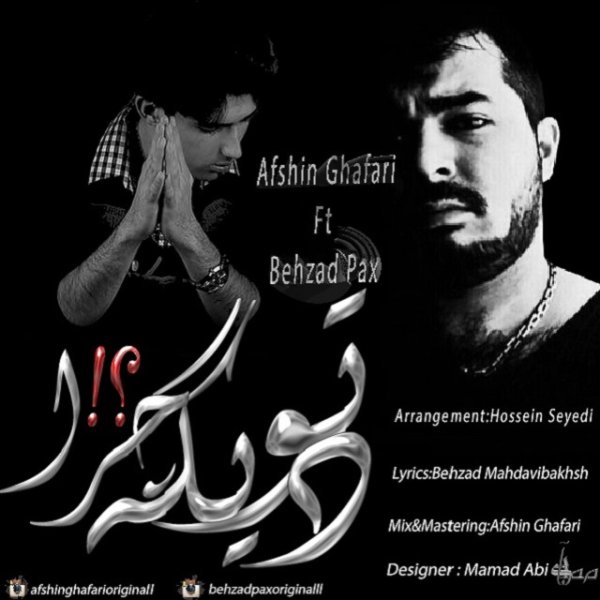 Afshin Ghafari
Ft
Behzad Pax
تو دیگه چرا
؟!
Arrangement:Hossein Seyedi
Lyrics:Behzad Mahdavibakhsh
Mix&Mastering:Afshin Ghafari
Designer : Mamad Abi
afshinghafarioriginall
behzadpaxoriginalll